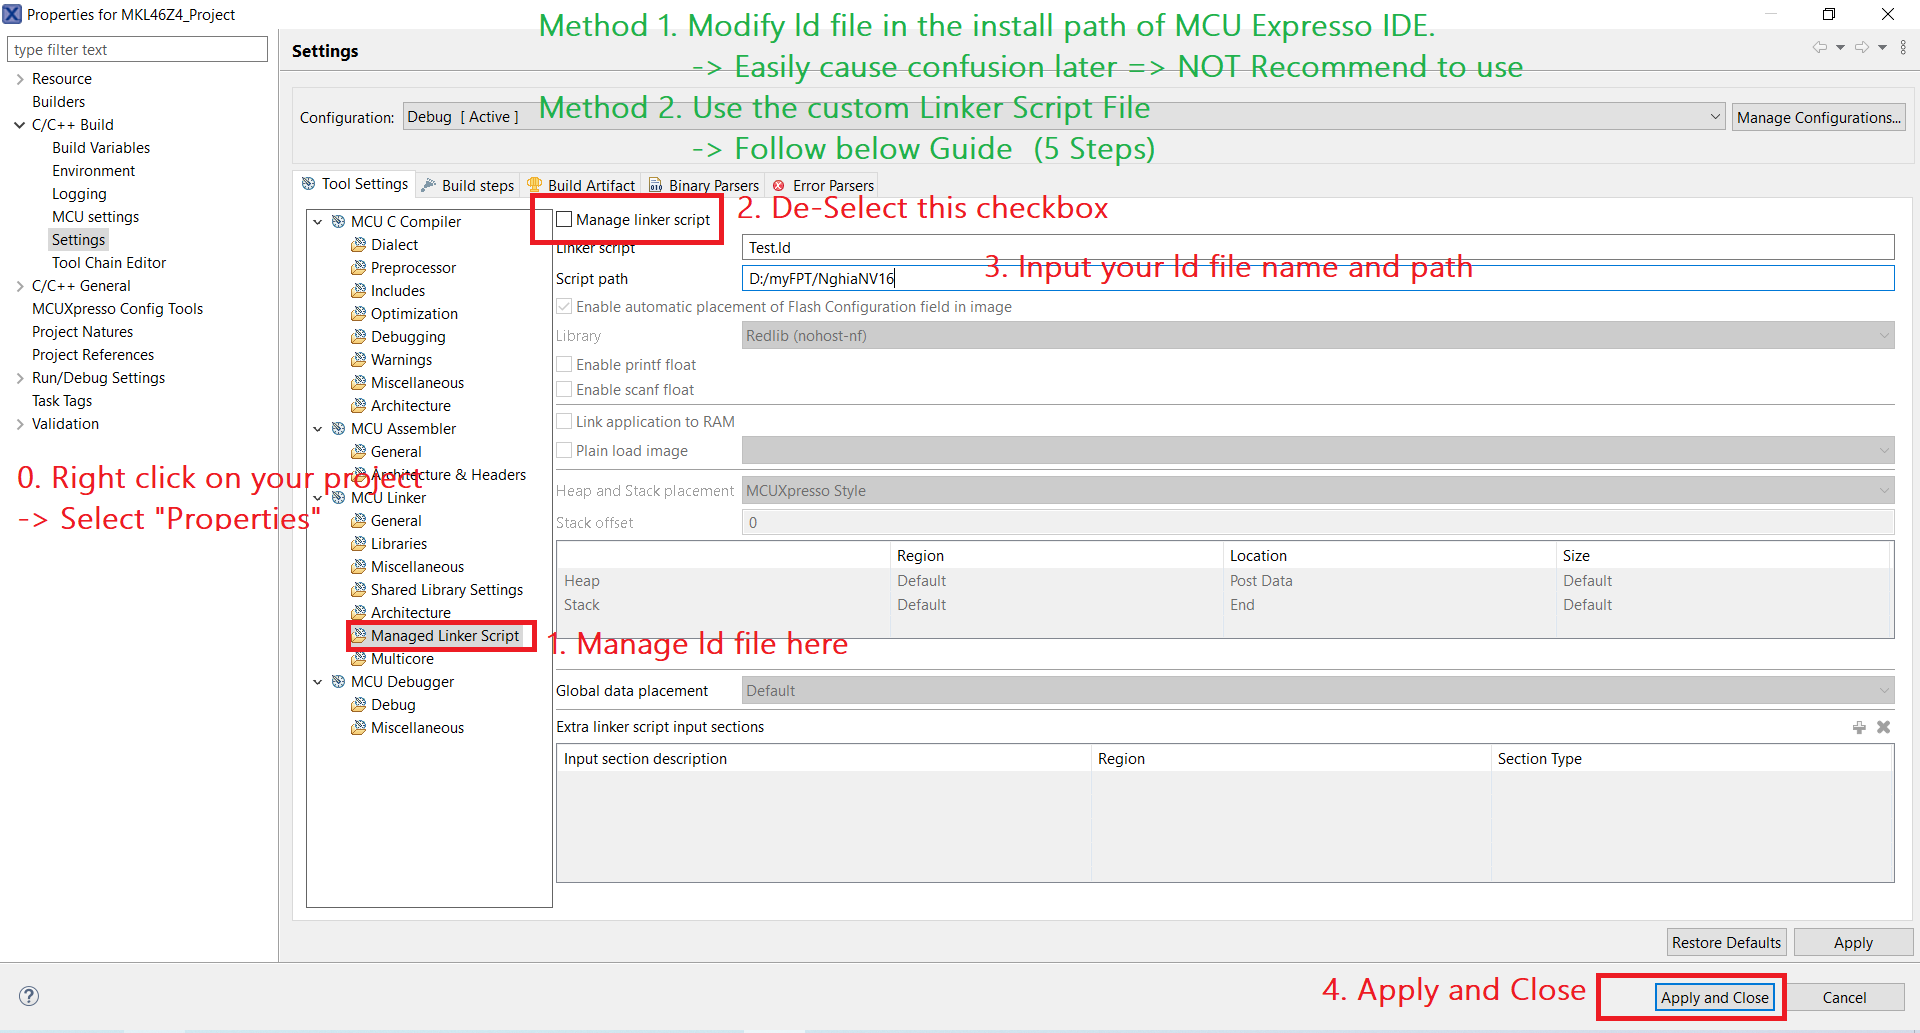 Properties for MKL46Z4_Project
Method 1. Modify ld file in the install path of MCU Expresso IDE.
-> Easily cause confusion later => NOT Recommend to use
Method 2. Use the custom Linker Script File
-> Follow below Guide (5 Steps)
type filter text
Resource
Builders
C/C++ Build
Build Variables
Environment
Logging
MCU settings
Settings
Tool Chain Editor
C/C++ General
MCUXpresso Config Tools
Project Natures
Project References
Run/Debug Settings
Task Tags
Validation
0. Right click on your project
-> Select "Properties"
Settings
Configuration:
Debug [ Active ]
Manage Configurations...
Tool Settings
Build steps
Build Artifact
Binary Parsers
Error Parsers
MCU C Compiler
Dialect
Preprocessor
Includes
Optimization
Debugging
Warnings
Miscellaneous
Architecture
MCU Assembler
General
Architecture & Headers
MCU Linker
General
Libraries
Miscellaneous
Shared Library Settings
Architecture
Managed Linker Script
Multicore
MCU Debugger
Debug
Miscellaneous
1. Manage ld file here
Manage linker script
2. De-Select this checkbox
Linker script
Test.ld
3. Input your ld file name and path
Script path
D:/myFPT/NghiaNV16
Enable automatic placement of Flash Configuration field in image
Library
Redlib (nohost-nf)
Enable printf float
Enable scanf float
Link application to RAM
Plain load image
Heap and Stack placement
MCUXpresso Style
Stack offset
0
Region Location Size
Heap Default Post Data Default
Stack Default End Default
Global data placement
Default
Extra linker script input sections
Input section description Region Section Type
Restore Defaults
Apply
4. Apply and Close
Apply and Close
Cancel